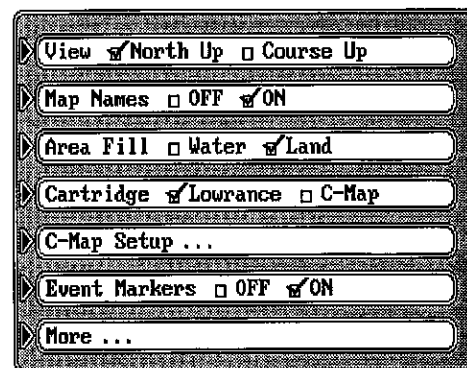 View North Up Course Up
Map Names OFF ON
Area Fill Water Land
Cartridge Lowrance C-Map
C-Map Setup ...
Event Markers OFF ON
More ...